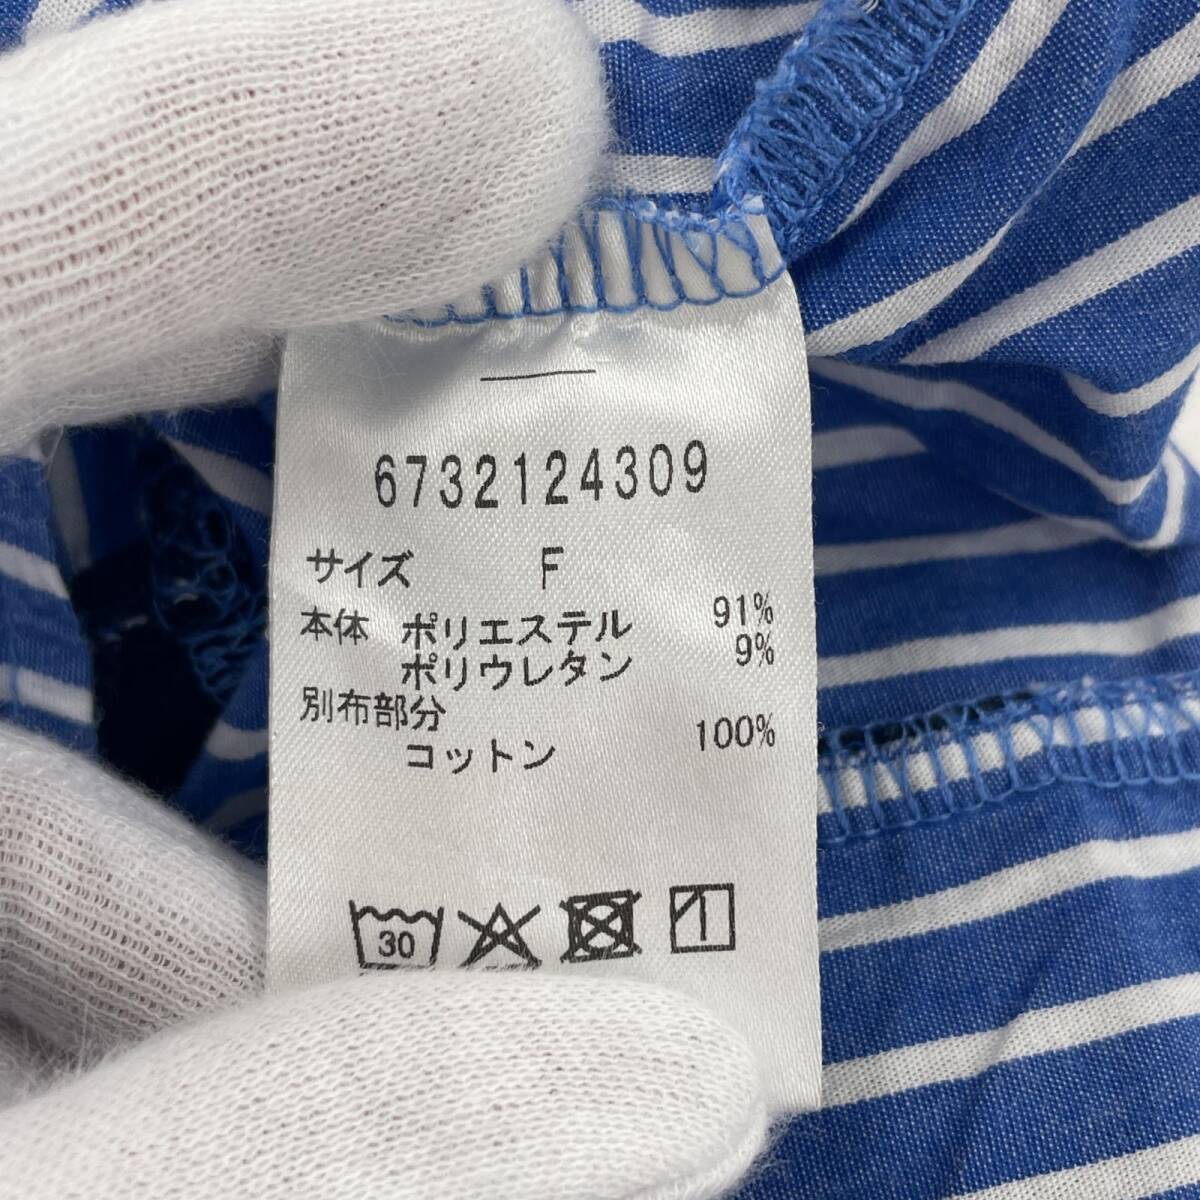 6732124309
サイズ F
本体 ポリエステル 91%
ポリウレタン 9%
別布部分
コットン 100%
30